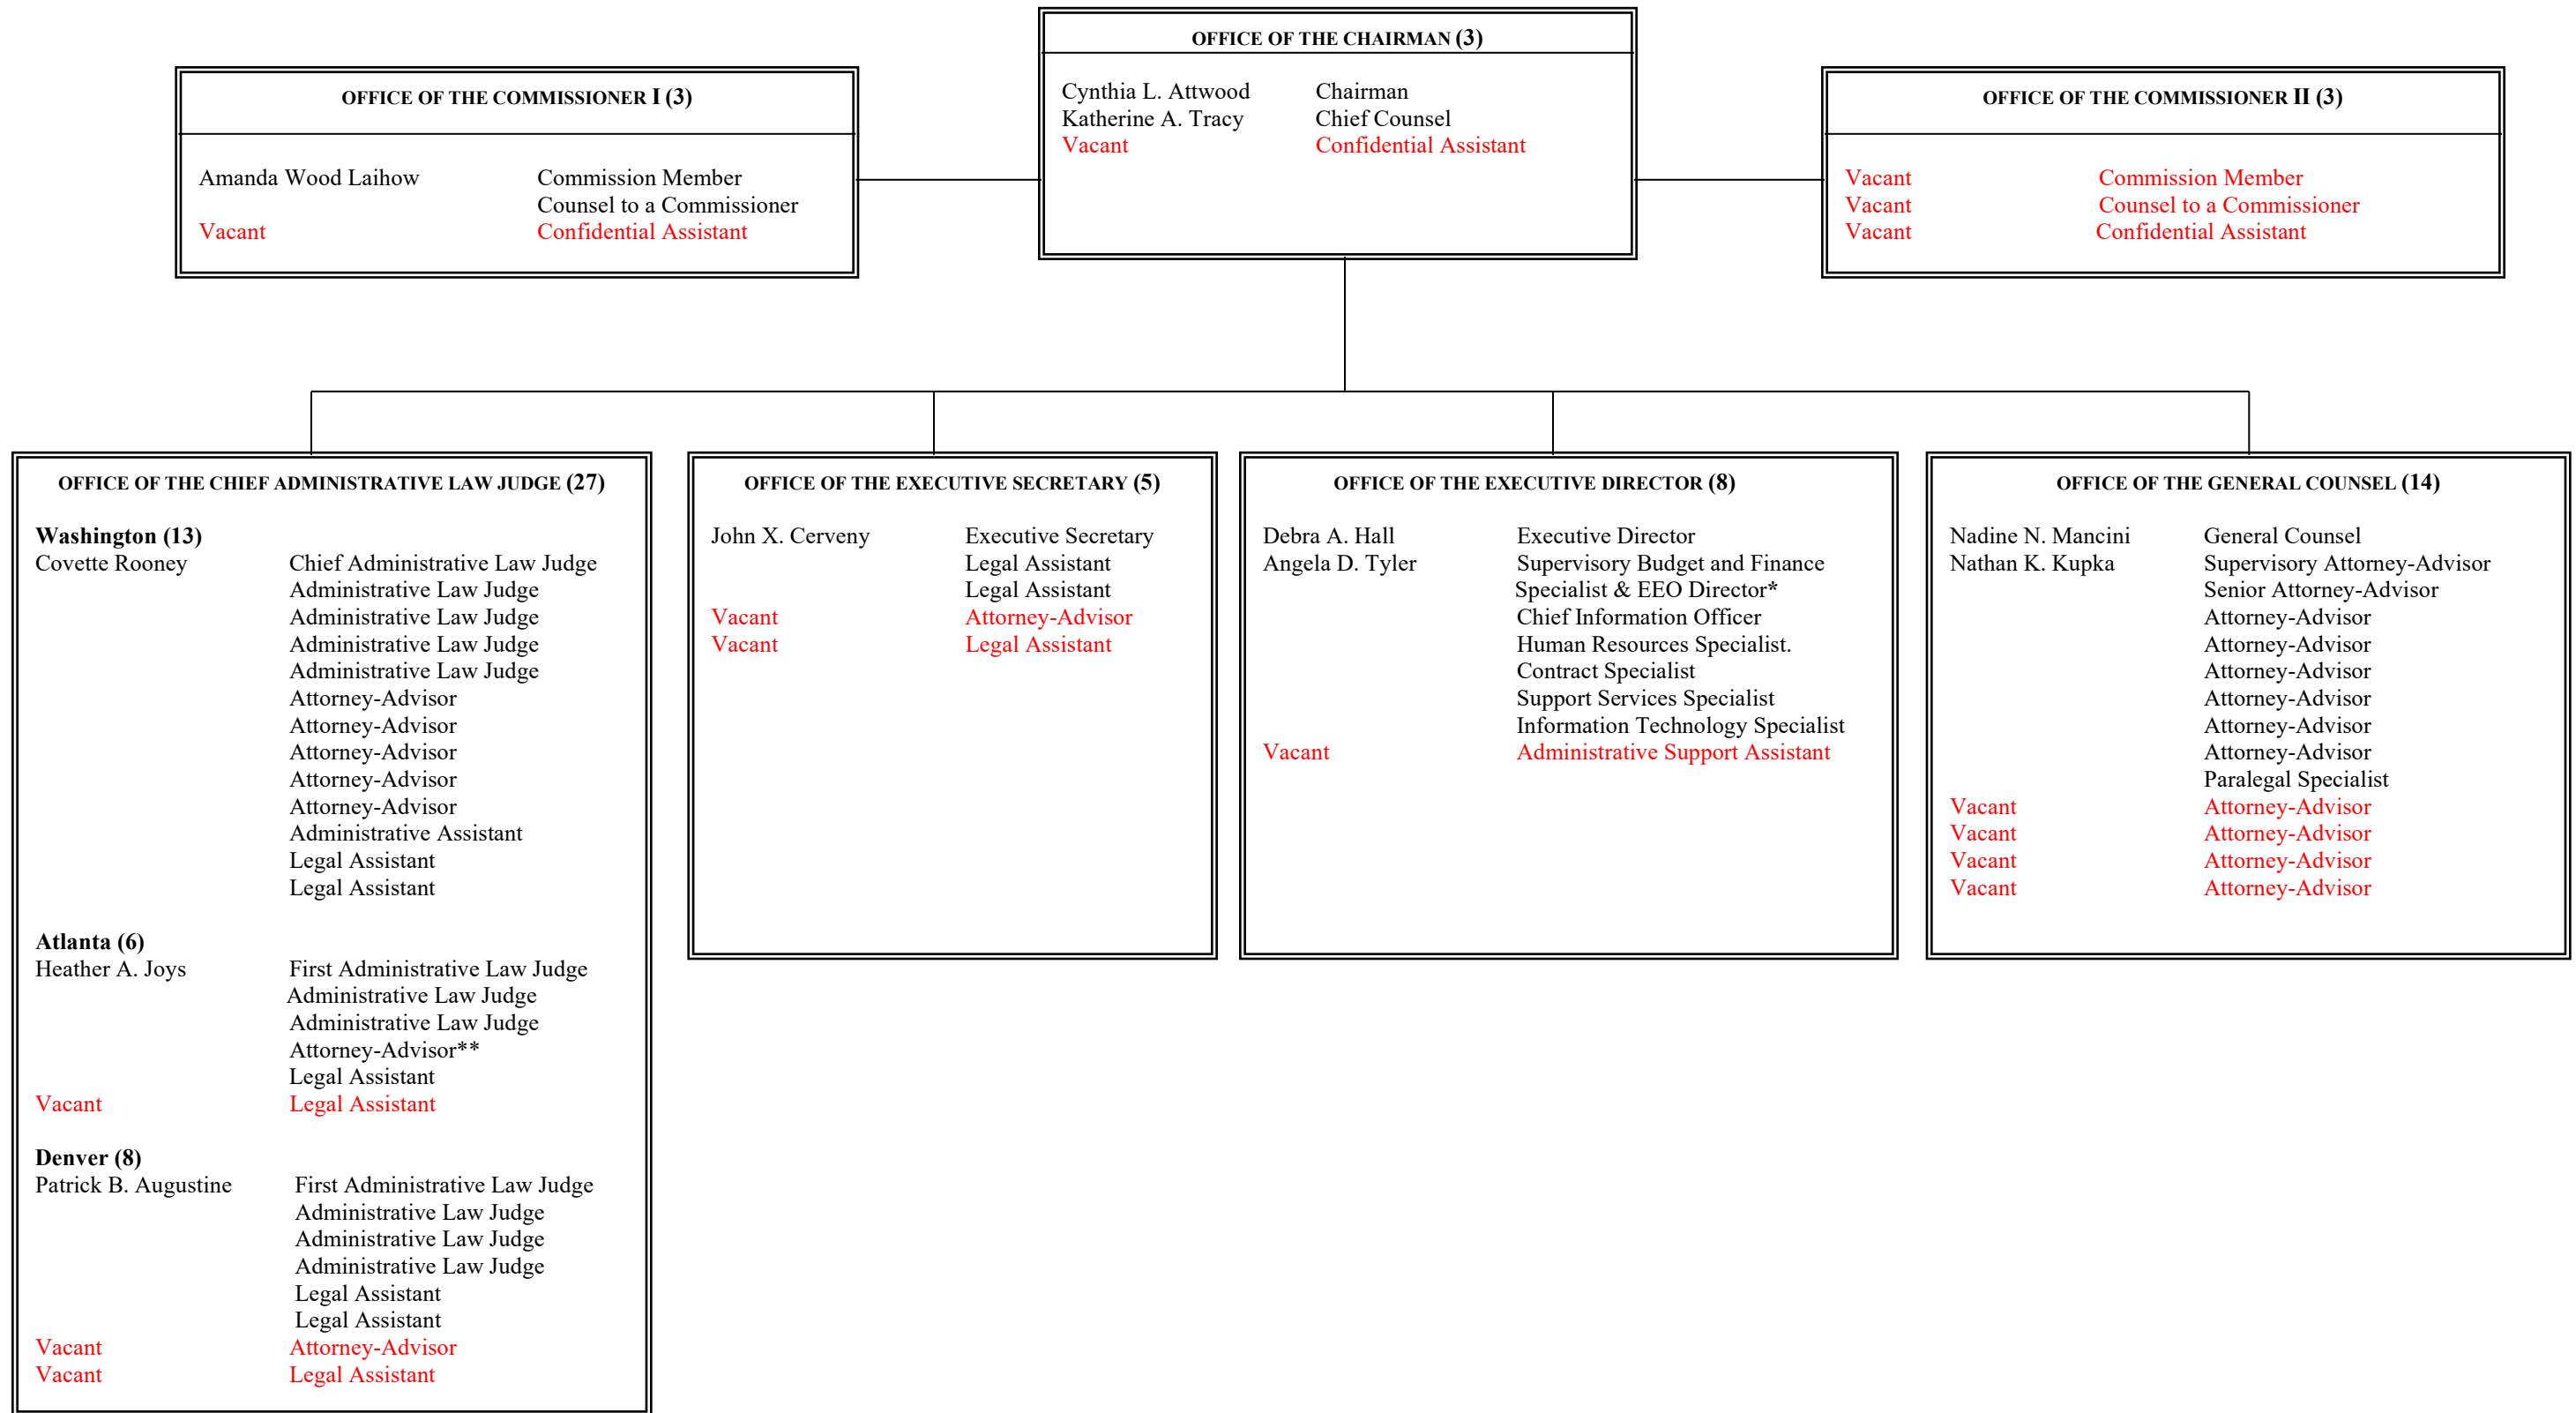 OFFICE OF THE CHAIRMAN (3)
Cynthia L. Attwood Chairman
Katherine A. Tracy Chief Counsel
Vacant Confidential Assistant
OFFICE OF THE COMMISSIONER I (3)
Amanda Wood Laihow Commission Member
Counsel to a Commissioner
Vacant Confidential Assistant
OFFICE OF THE COMMISSIONER II (3)
Vacant Commission Member
Vacant Counsel to a Commissioner
Vacant Confidential Assistant
OFFICE OF THE CHIEF ADMINISTRATIVE LAW JUDGE (27)
Washington (13)
Covette Rooney Chief Administrative Law Judge
Administrative Law Judge
Administrative Law Judge
Administrative Law Judge
Administrative Law Judge
Attorney-Advisor
Attorney-Advisor
Attorney-Advisor
Attorney-Advisor
Attorney-Advisor
Administrative Assistant
Legal Assistant
Legal Assistant
Atlanta (6)
Heather A. Joys First Administrative Law Judge
Administrative Law Judge
Administrative Law Judge
Attorney-Advisor**
Legal Assistant
Vacant Legal Assistant
Denver (8)
Patrick B. Augustine First Administrative Law Judge
Administrative Law Judge
Administrative Law Judge
Administrative Law Judge
Legal Assistant
Legal Assistant
Vacant Attorney-Advisor
Vacant Legal Assistant
OFFICE OF THE EXECUTIVE SECRETARY (5)
John X. Cerveny Executive Secretary
Legal Assistant
Legal Assistant
Vacant Attorney-Advisor
Vacant Legal Assistant
OFFICE OF THE EXECUTIVE DIRECTOR (8)
Debra A. Hall Executive Director
Angela D. Tyler Supervisory Budget and Finance
Specialist & EEO Director*
Chief Information Officer
Human Resources Specialist.
Contract Specialist
Support Services Specialist
Information Technology Specialist
Vacant Administrative Support Assistant
OFFICE OF THE GENERAL COUNSEL (14)
Nadine N. Mancini General Counsel
Nathan K. Kupka Supervisory Attorney-Advisor
Senior Attorney-Advisor
Attorney-Advisor
Attorney-Advisor
Attorney-Advisor
Attorney-Advisor
Attorney-Advisor
Attorney-Advisor
Paralegal Specialist
Vacant Attorney-Advisor
Vacant Attorney-Advisor
Vacant Attorney-Advisor
Vacant Attorney-Advisor